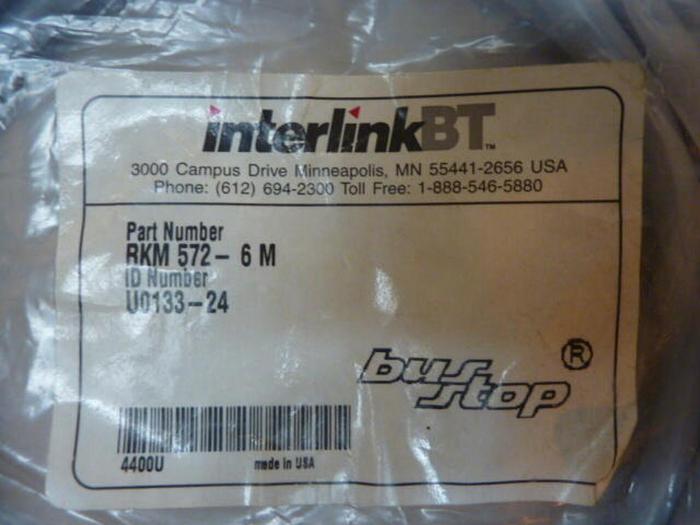 interlinkBT™
3000 Campus Drive Minneapolis, MN 55441-2656 USA
Phone: (612) 694-2300 Toll Free: 1-888-546-5880
Part Number
RKM 572- 6 M
ID Number
U0133-24
bus stop ®
4400U
made in USA